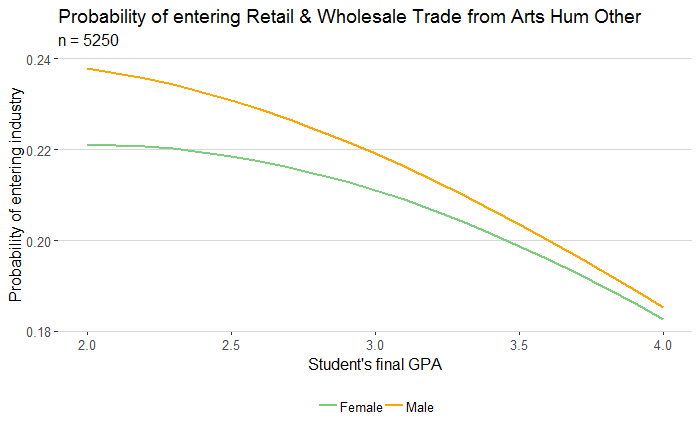 Probability of entering Retail & Wholesale Trade from Arts Hum Other
n = 5250
Probability of entering industry
0.24
0.22
0.20
0.18
2.0 2.5 3.0 3.5 4.0
Student's final GPA
Female Male